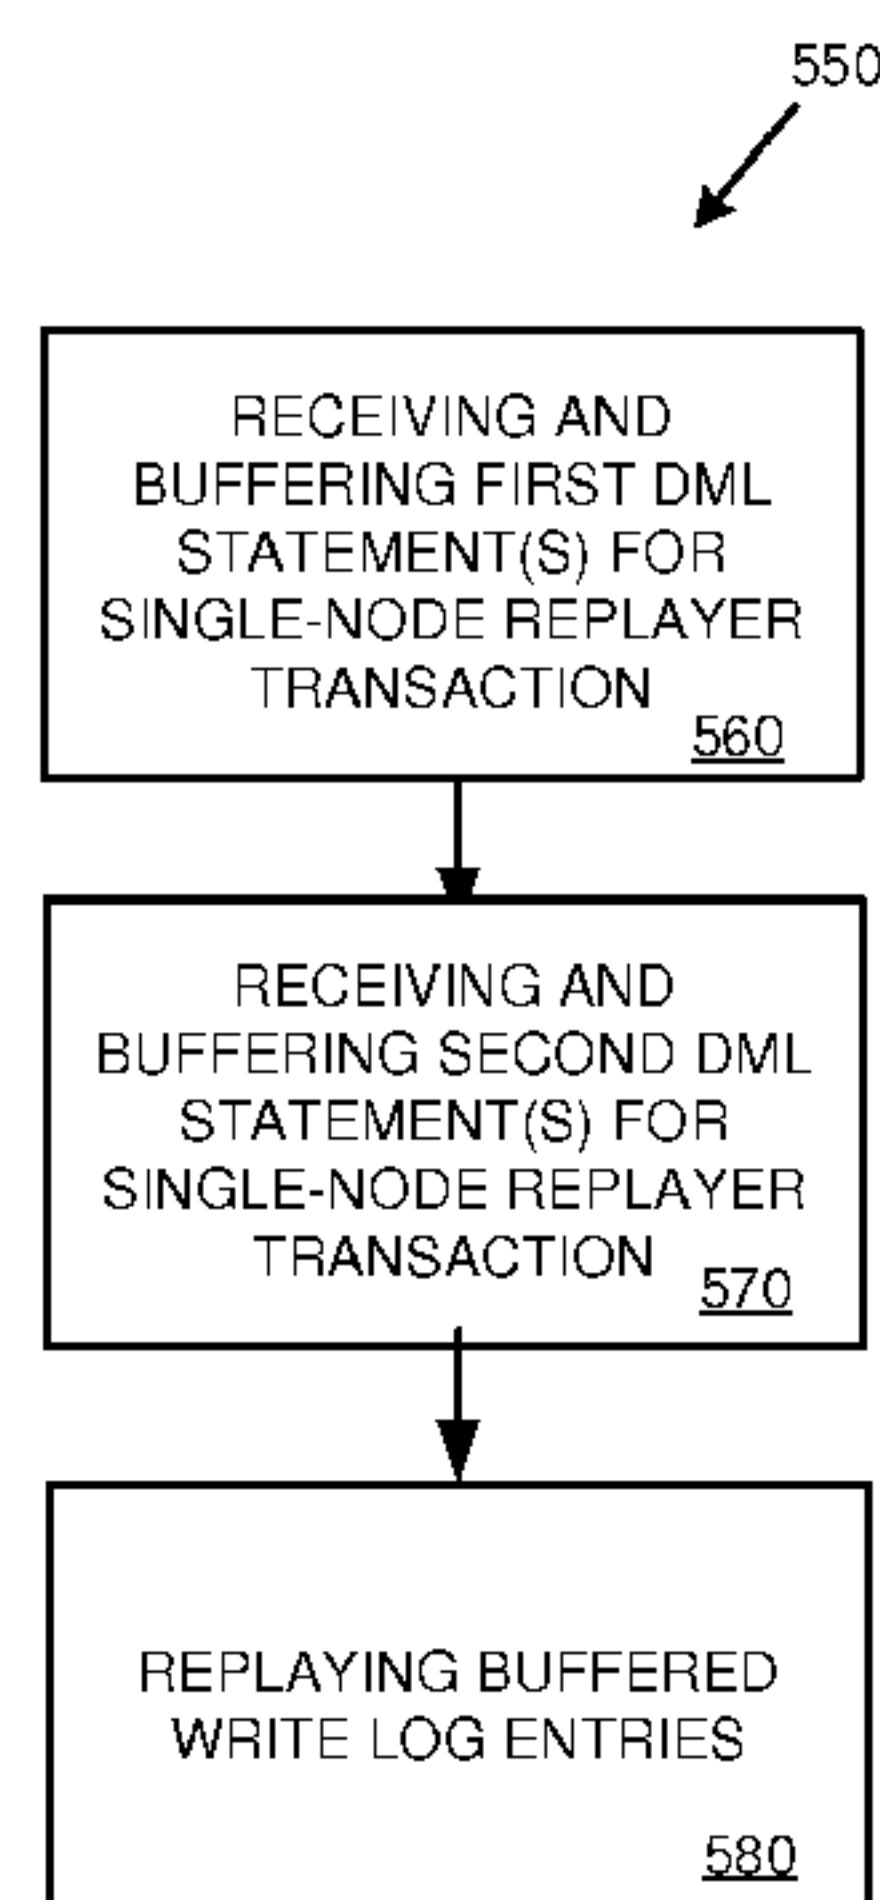 550
RECEIVING AND
BUFFERING FIRST DML
STATEMENT(S) FOR
SINGLE-NODE REPLAYER
TRANSACTION
560
RECEIVING AND
BUFFERING SECOND DML
STATEMENT(S) FOR
SINGLE-NODE REPLAYER
TRANSACTION
570
REPLAYING BUFFERED
WRITE LOG ENTRIES
580